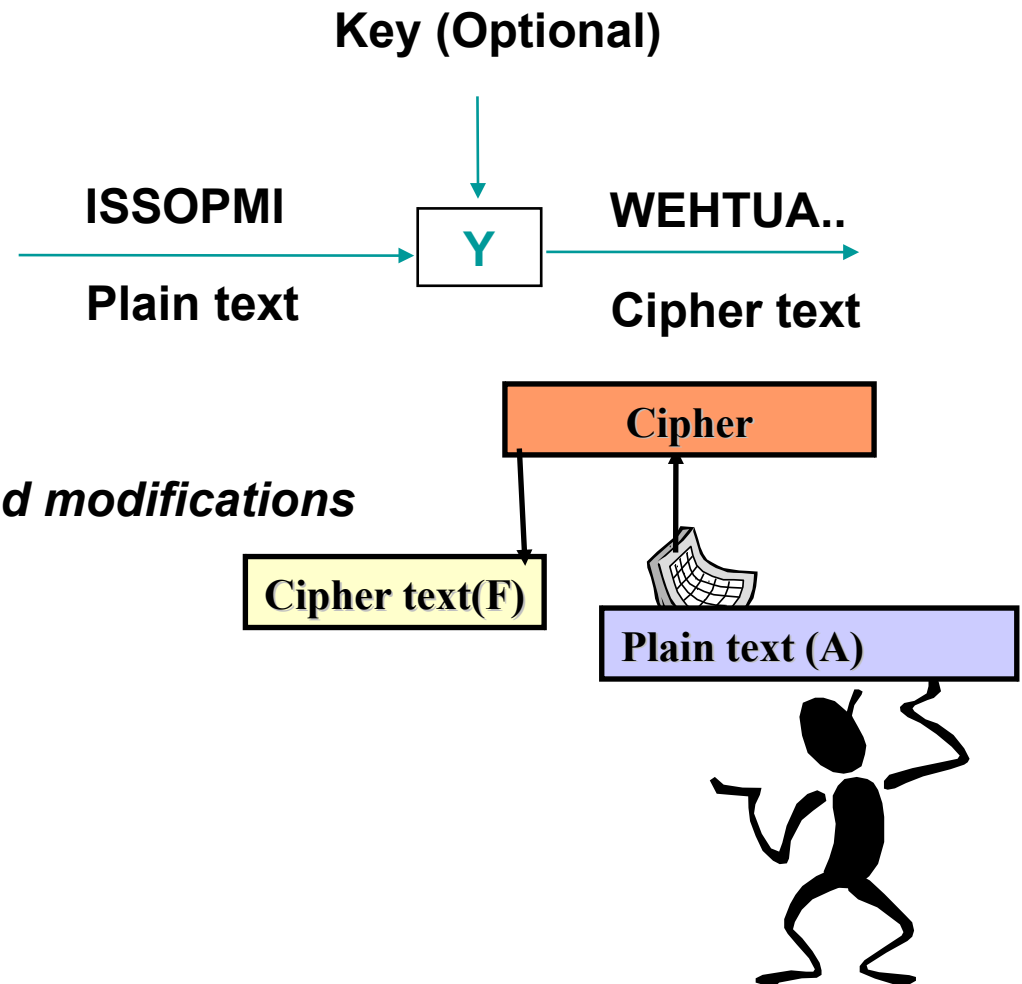 Key (Optional)
ISSOPMI
WEHTUA..
Y
Plain text
Cipher text
Cipher
d modifications
Cipher text(F)
Plain text (A)